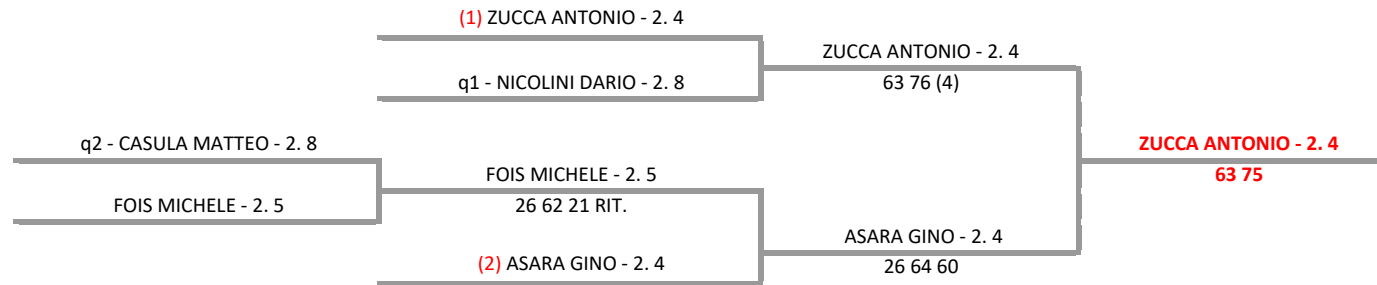 (1) ZUCCA ANTONIO - 2. 4
ZUCCA ANTONIO - 2. 4
q1 - NICOLINI DARIO - 2. 8
63 76 (4)
q2 - CASULA MATTEO - 2. 8
ZUCCA ANTONIO - 2. 4
FOIS MICHELE - 2. 5
63 75
FOIS MICHELE - 2. 5
26 62 21 RIT.
ASARA GINO - 2. 4
(2) ASARA GINO - 2. 4
26 64 60